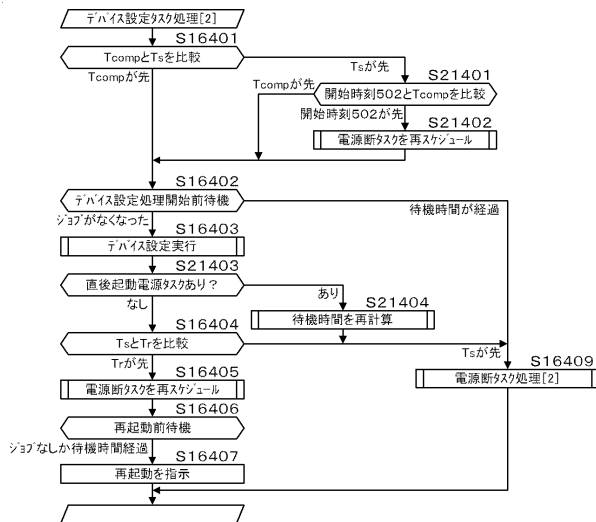 デバイス設定タスク処理[2]
S16401
TcompとTsを比較
Tsが先
Tcompが先
S21401
Tcompが先
開始時刻502とTcompを比較
開始時刻502が先
S21402
電源断タスクを再スケジュール
S16402
デバイス設定処理開始前待機
待機時間が経過
ジョブがなくなった
S16403
デバイス設定実行
S21403
直後起動電源タスクあり?
あり
なし
S21404
待機時間を再計算
S16404
TsとTrを比較
Tsが先
Trが先
S16409
電源断タスク処理[2]
S16405
電源断タスクを再スケジュール
S16406
再起動前待機
ジョブなしか待機時間経過
S16407
再起動を指示